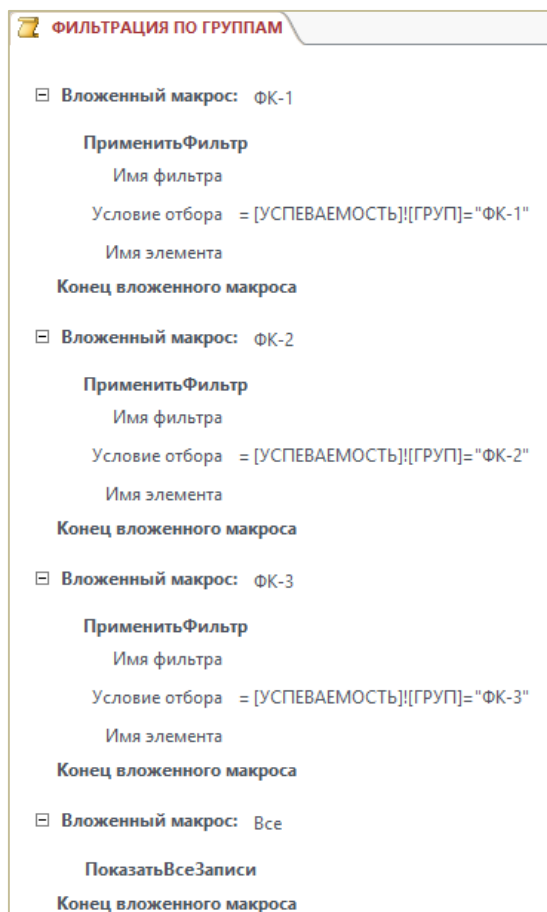 ФИЛЬТРАЦИЯ ПО ГРУППАМ
Вложенный макрос: ФК-1
ПрименитьФильтр
Имя фильтра
Условие отбора = [УСПЕВАЕМОСТЬ]![ГРУП]="ФК-1"
Имя элемента
Конец вложенного макроса
Вложенный макрос: ФК-2
ПрименитьФильтр
Имя фильтра
Условие отбора = [УСПЕВАЕМОСТЬ]![ГРУП]="ФК-2"
Имя элемента
Конец вложенного макроса
Вложенный макрос: ФК-3
ПрименитьФильтр
Имя фильтра
Условие отбора = [УСПЕВАЕМОСТЬ]![ГРУП]="ФК-3"
Имя элемента
Конец вложенного макроса
Вложенный макрос: Все
ПоказатьВсеЗаписи
Конец вложенного макроса